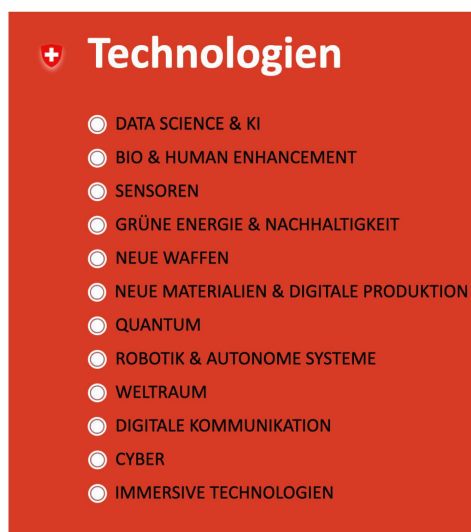 Technologien
DATA SCIENCE & KI
BIO & HUMAN ENHANCEMENT
SENSOREN
GRÜNE ENERGIE & NACHHALTIGKEIT
NEUE WAFFEN
NEUE MATERIALIEN & DIGITALE PRODUKTION
QUANTUM
ROBOTIK & AUTONOME SYSTEME
WELTRAUM
DIGITALE KOMMUNIKATION
CYBER
IMMERSIVE TECHNOLOGIEN